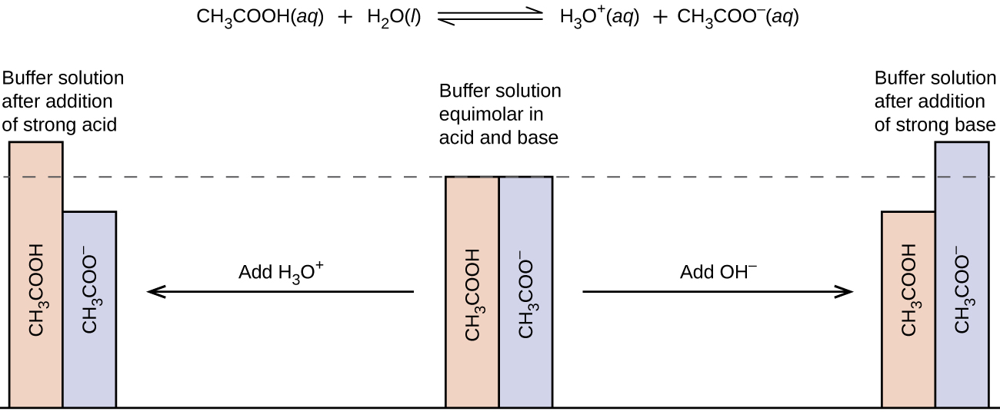 CH₃COOH(aq) + H₂O(l) ⇌ H₃O⁺(aq) + CH₃COO⁻(aq)
Buffer solution
after addition
of strong acid
Buffer solution
equimolar in
acid and base
Buffer solution
after addition
of strong base
CH₃COOH
CH₃COO⁻
Add H₃O⁺
CH₃COOH
CH₃COO⁻
Add OH⁻
CH₃COOH
CH₃COO⁻